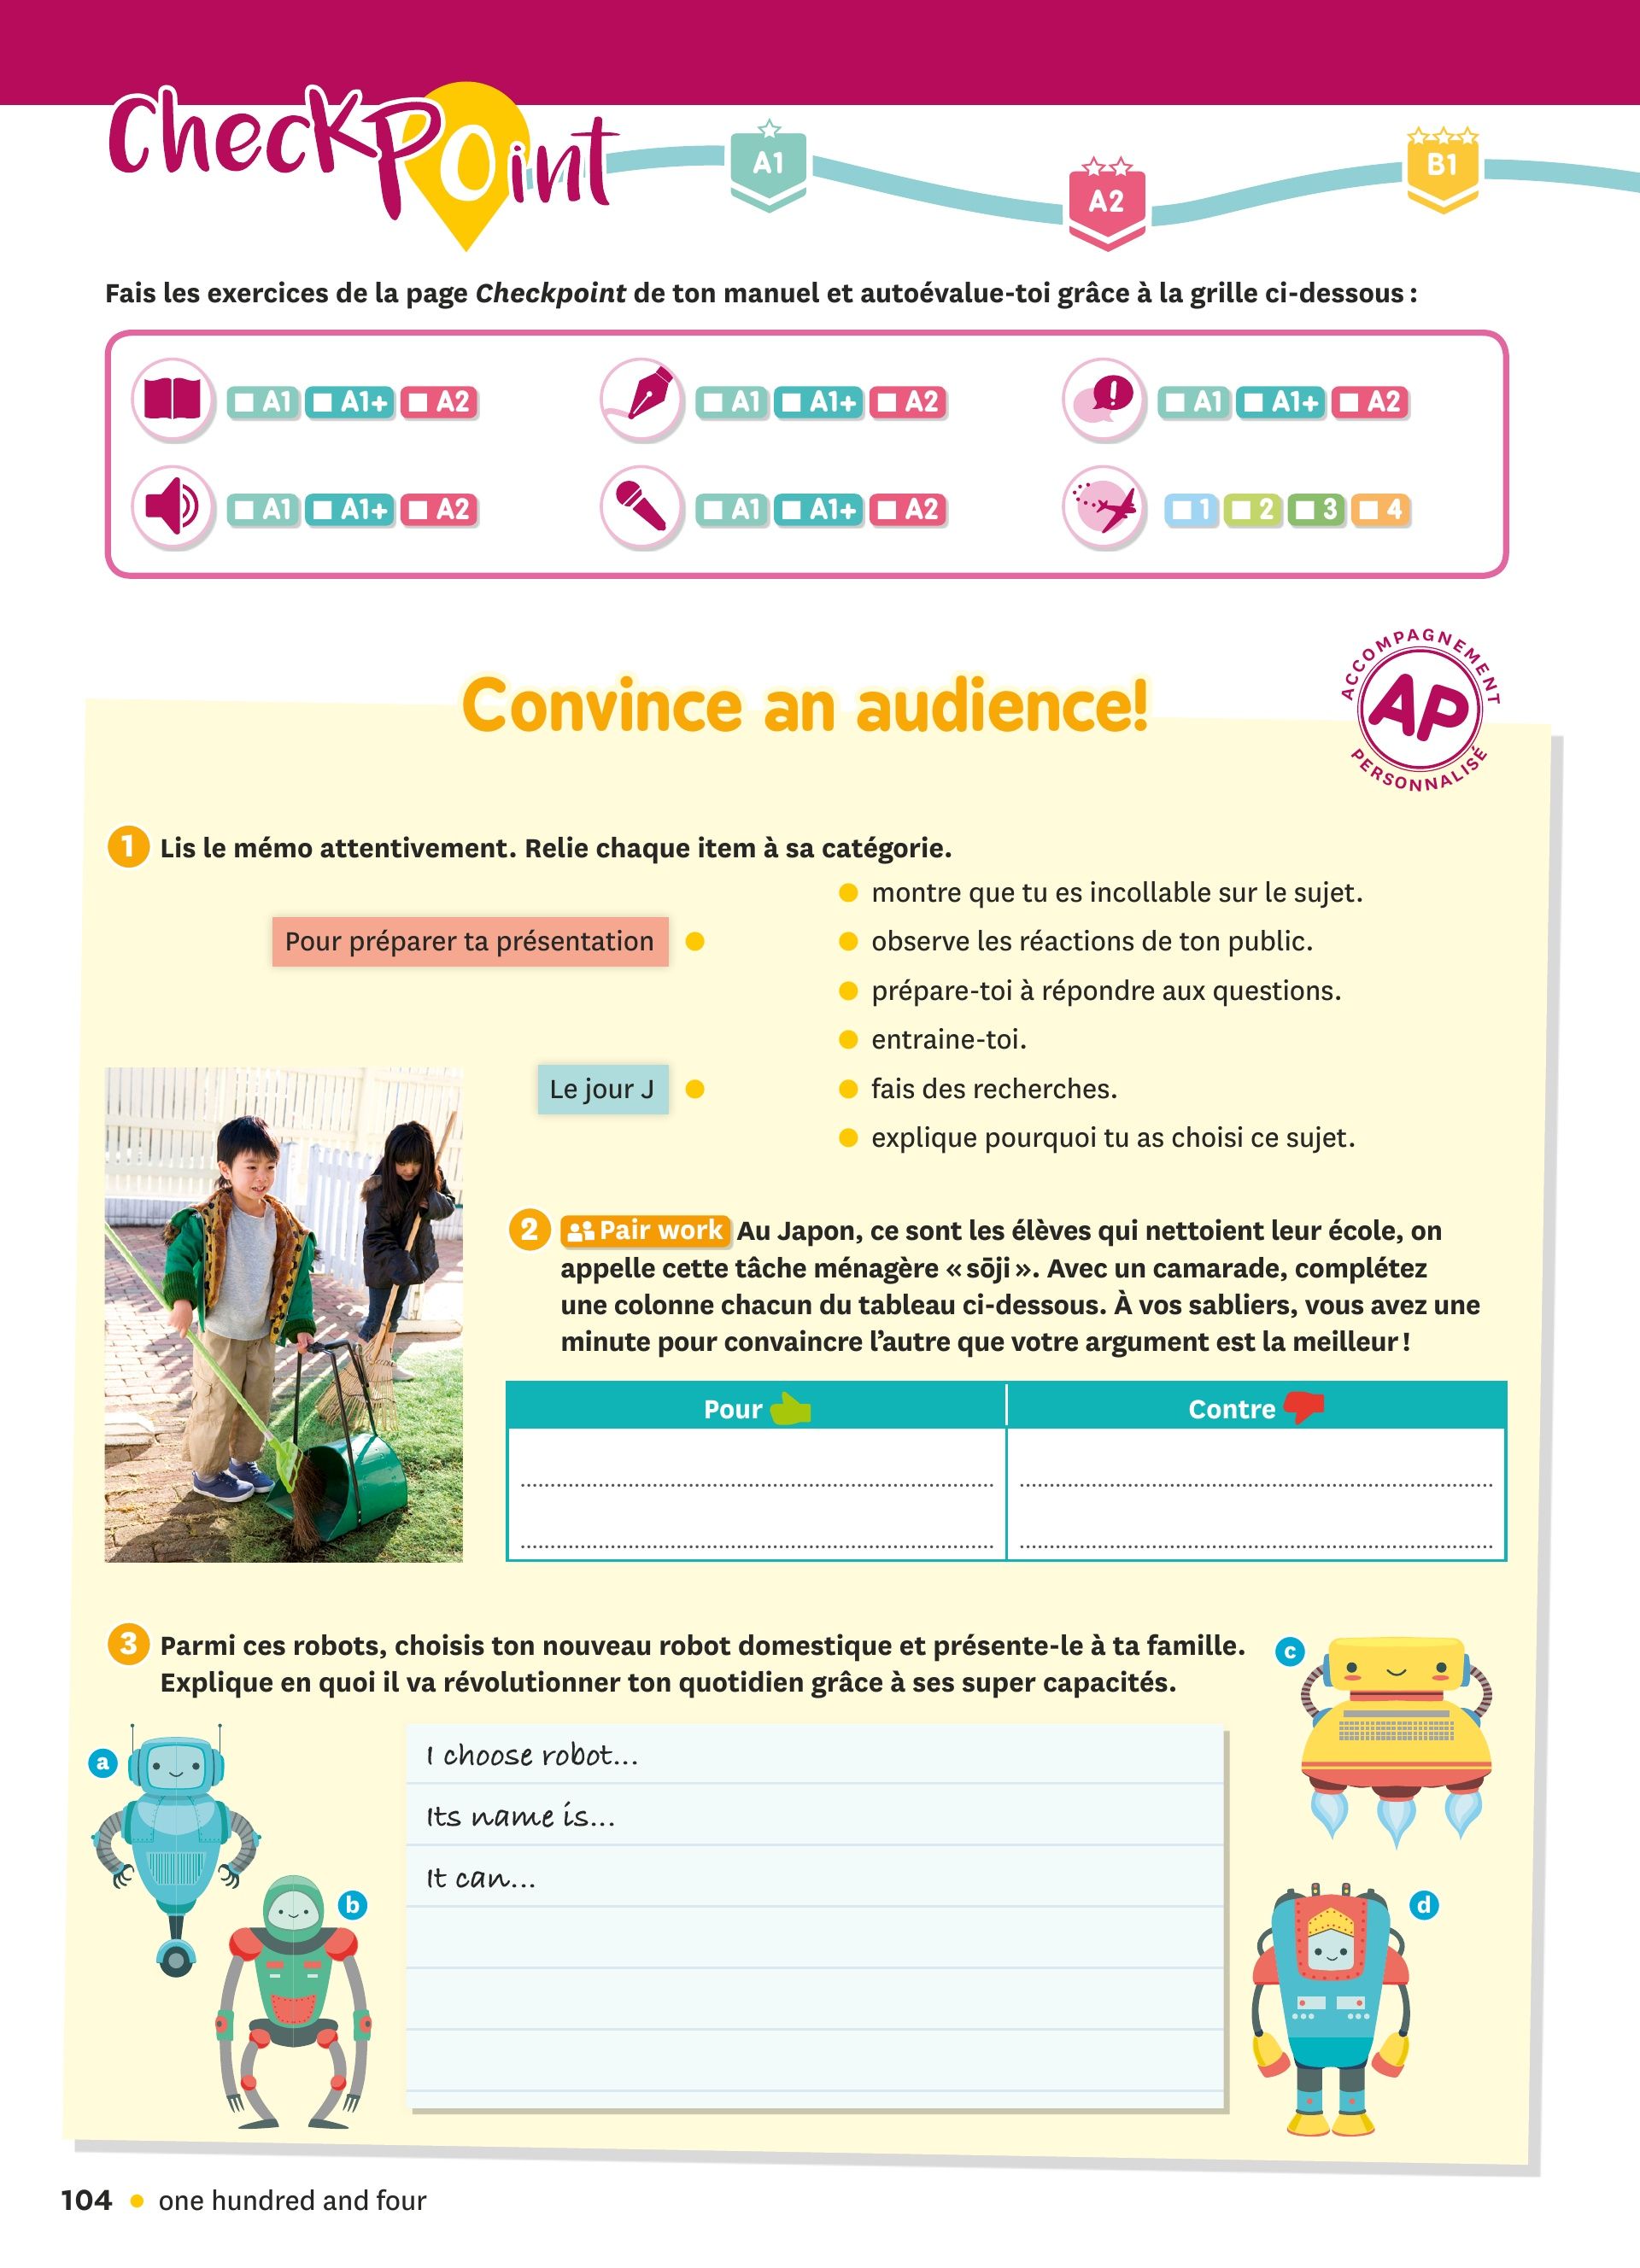 CheckPoint
A1
A2
B1
Fais les exercices de la page Checkpoint de ton manuel et autoévalue-toi grâce à la grille ci-dessous :
A1 A1+ A2
A1 A1+ A2
A1 A1+ A2
A1 A1+ A2
A1 A1+ A2
1 2 3 4
Convince an audience!
ACCOMPAGNEMENT
AP
PERSONNALISÉ
1 Lis le mémo attentivement. Relie chaque item à sa catégorie.
Pour préparer ta présentation
Le jour J
montre que tu es incollable sur le sujet.
observe les réactions de ton public.
prépare-toi à répondre aux questions.
entraine-toi.
fais des recherches.
explique pourquoi tu as choisi ce sujet.
2 Pair work Au Japon, ce sont les élèves qui nettoient leur école, on
appelle cette tâche ménagère « sōji ». Avec un camarade, complétez
une colonne chacun du tableau ci-dessous. À vos sabliers, vous avez une
minute pour convaincre l'autre que votre argument est la meilleur !
Pour
Contre
3 Parmi ces robots, choisis ton nouveau robot domestique et présente-le à ta famille.
Explique en quoi il va révolutionner ton quotidien grâce à ses super capacités.
a
b
c
d
I choose robot...
Its name is...
It can...
104 • one hundred and four